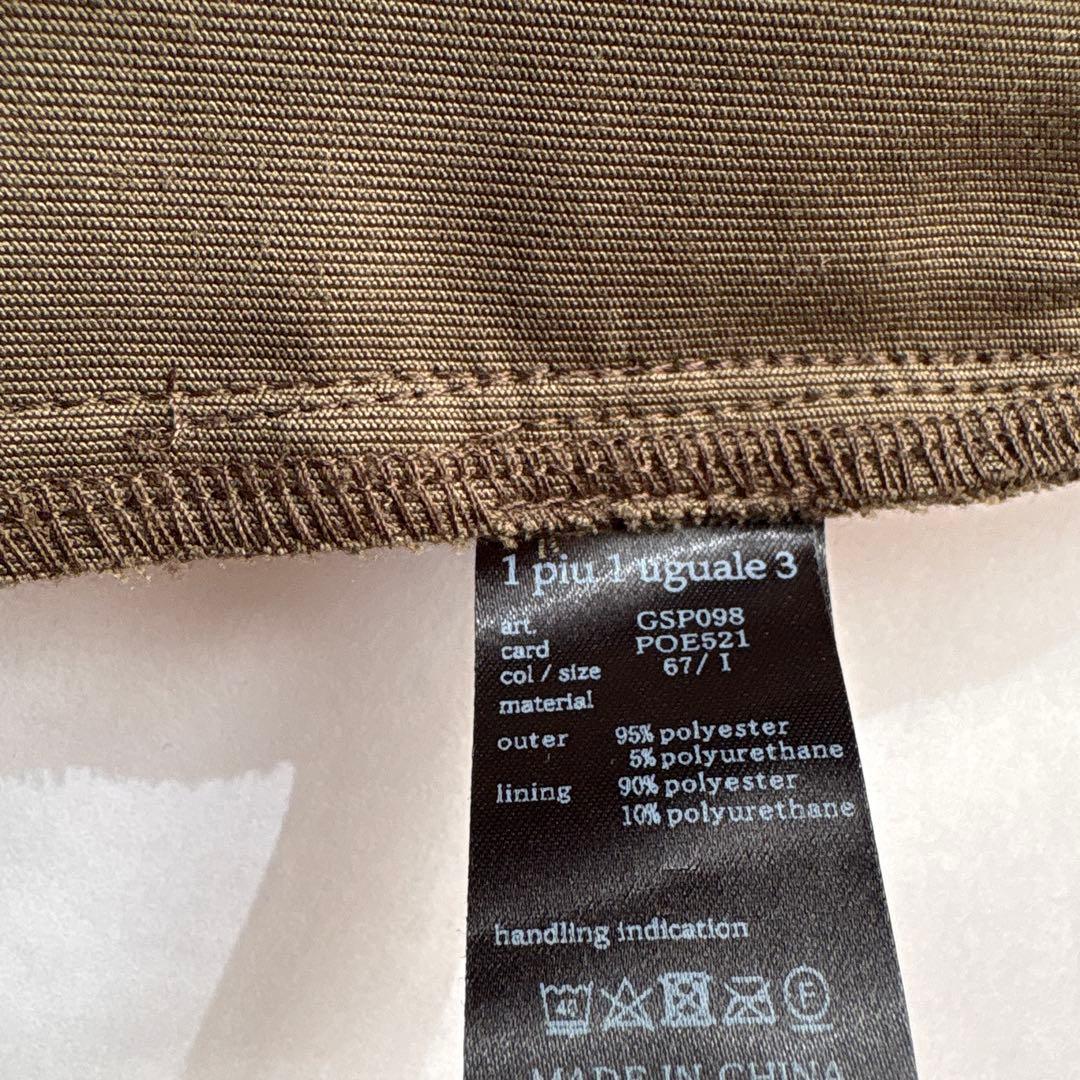 1 piu 1 uguale 3
art. GSP098
card POE521
col / size 67/ I
material
outer 95% polyester
5% polyurethane
lining 90% polyester
10% polyurethane
handling indication
F
MADE IN CHINA